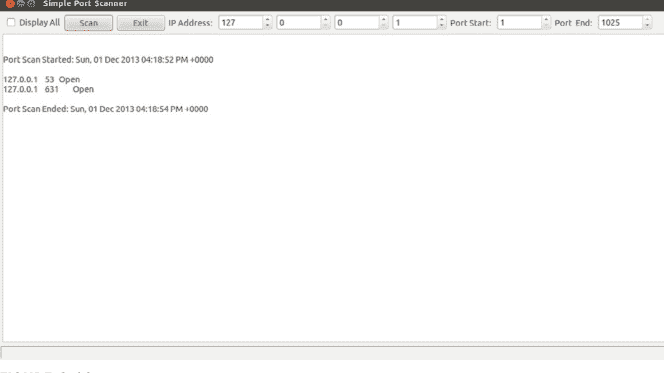 Simple Port Scanner
Display All Scan Exit IP Address: 127 0 0 1 Port Start: 1 Port End: 1025
Port Scan Started: Sun, 01 Dec 2013 04:18:52 PM +0000
127.0.0.1 53 Open
127.0.0.1 631 Open
Port Scan Ended: Sun, 01 Dec 2013 04:18:54 PM +0000